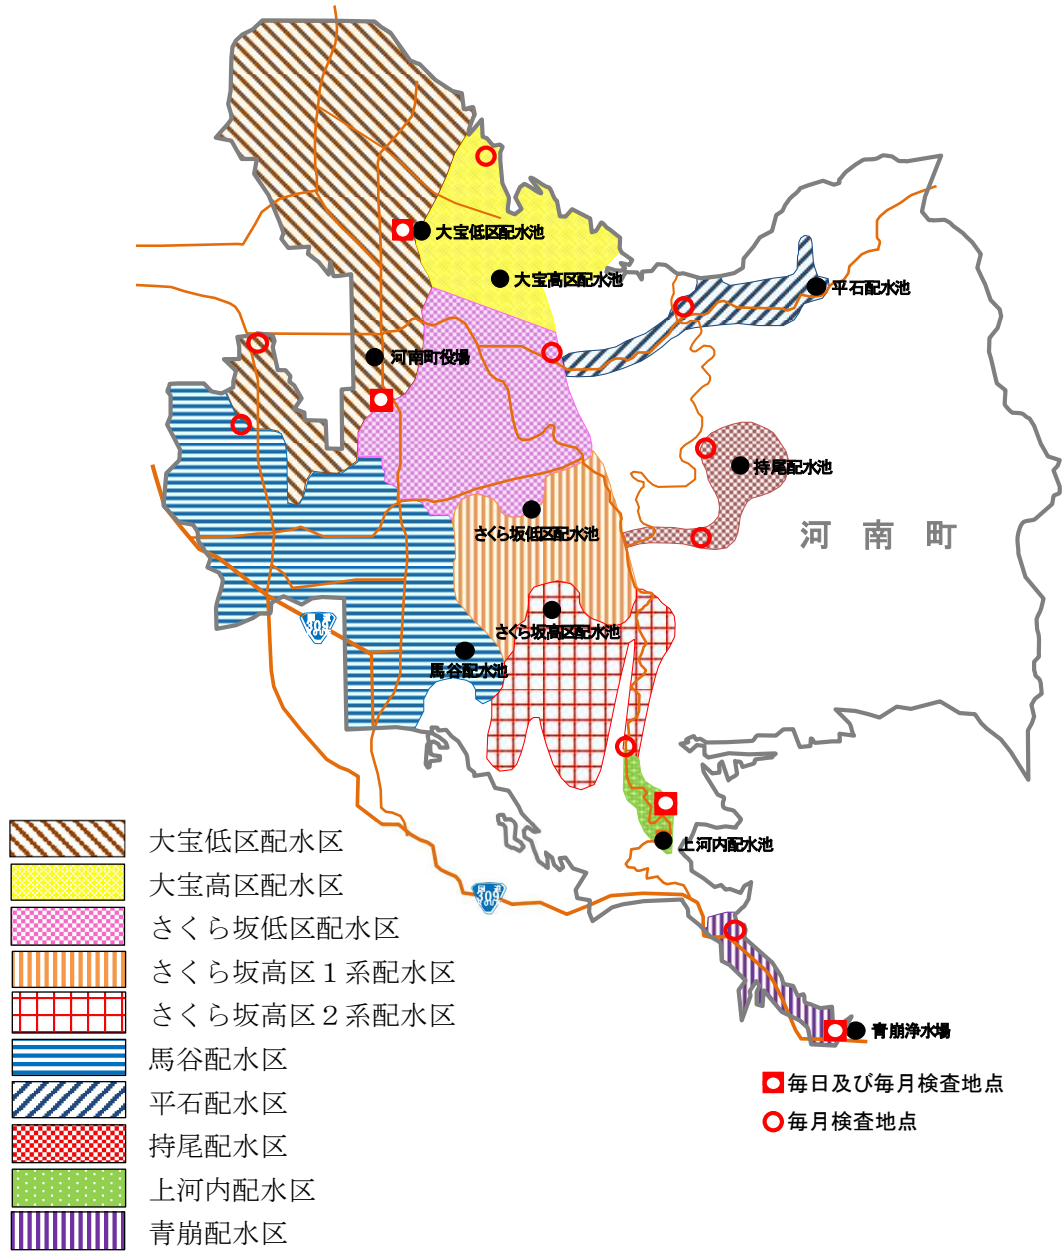 大宝低区配水池
大宝高区配水池
平石配水池
河南町役場
持尾配水池
さくら坂低区配水池
河南町
さくら坂高区配水池
309
馬谷配水池
上河内配水池
309
青崩浄水場
大宝低区配水区
大宝高区配水区
さくら坂低区配水区
さくら坂高区１系配水区
さくら坂高区２系配水区
馬谷配水区
平石配水区
持尾配水区
上河内配水区
青崩配水区
毎日及び毎月検査地点
毎月検査地点